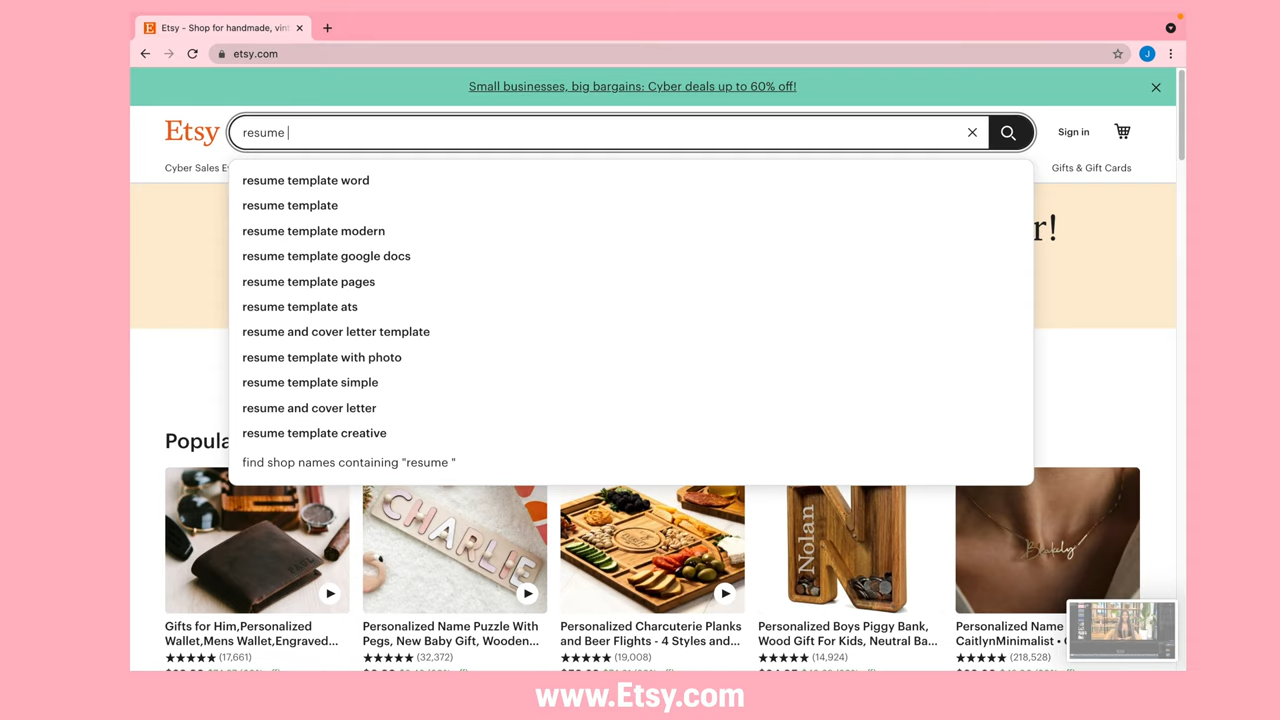 Etsy - Shop for handmade, vint
etsy.com
J
Small businesses, big bargains: Cyber deals up to 60% off!
Etsy
resume
Sign in
Cyber Sales E
Gifts & Gift Cards
resume template word
resume template
resume template modern
resume template google docs
resume template pages
resume template ats
resume and cover letter template
resume template with photo
resume template simple
resume and cover letter
resume template creative
find shop names containing "resume "
r!
Popula
CHARLIE
Nolan
Blakely
Gifts for Him,Personalized
Wallet,Mens Wallet,Engraved...
(17,661)
Personalized Name Puzzle With
Pegs, New Baby Gift, Wooden...
(32,372)
Personalized Charcuterie Planks
and Beer Flights - 4 Styles and...
(19,008)
Personalized Boys Piggy Bank,
Wood Gift For Kids, Neutral Ba...
(14,924)
Personalized Name
CaitlynMinimalist •
(218,528)
www.Etsy.com